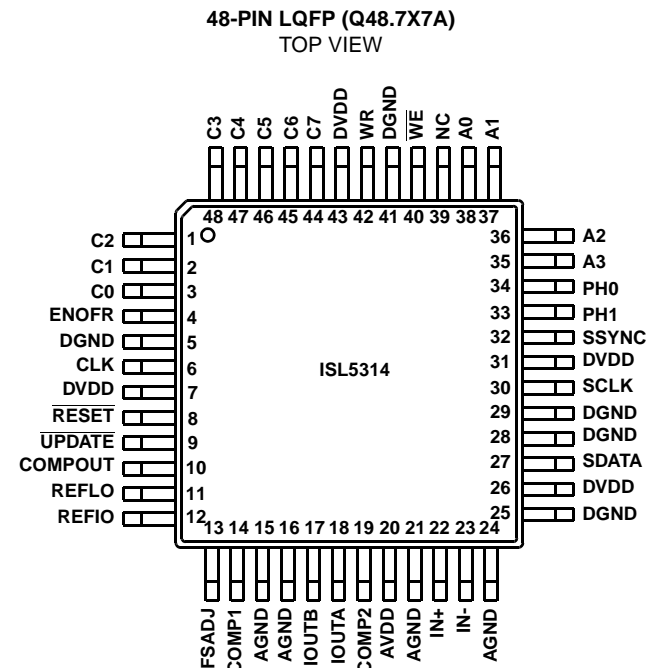 48-PIN LQFP (Q48.7X7A)
TOP VIEW
C3 C4 C5 C6 C7 DVDD WR DGND WE NC A0 A1
48 47 46 45 44 43 42 41 40 39 38 37
C2 1 36 A2
C1 2 35 A3
C0 3 34 PH0
ENOFR 4 33 PH1
DGND 5 32 SSYNC
CLK 6 31 DVDD
ISL5314
DVDD 7 30 SCLK
RESET 8 29 DGND
UPDATE 9 28 DGND
COMPOUT 10 27 SDATA
REFLO 11 26 DVDD
REFIO 12 25 DGND
13 14 15 16 17 18 19 20 21 22 23 24
FSADJ COMP1 AGND AGND IOUTB IOUTA COMP2 AVDD AGND IN+ IN- AGND